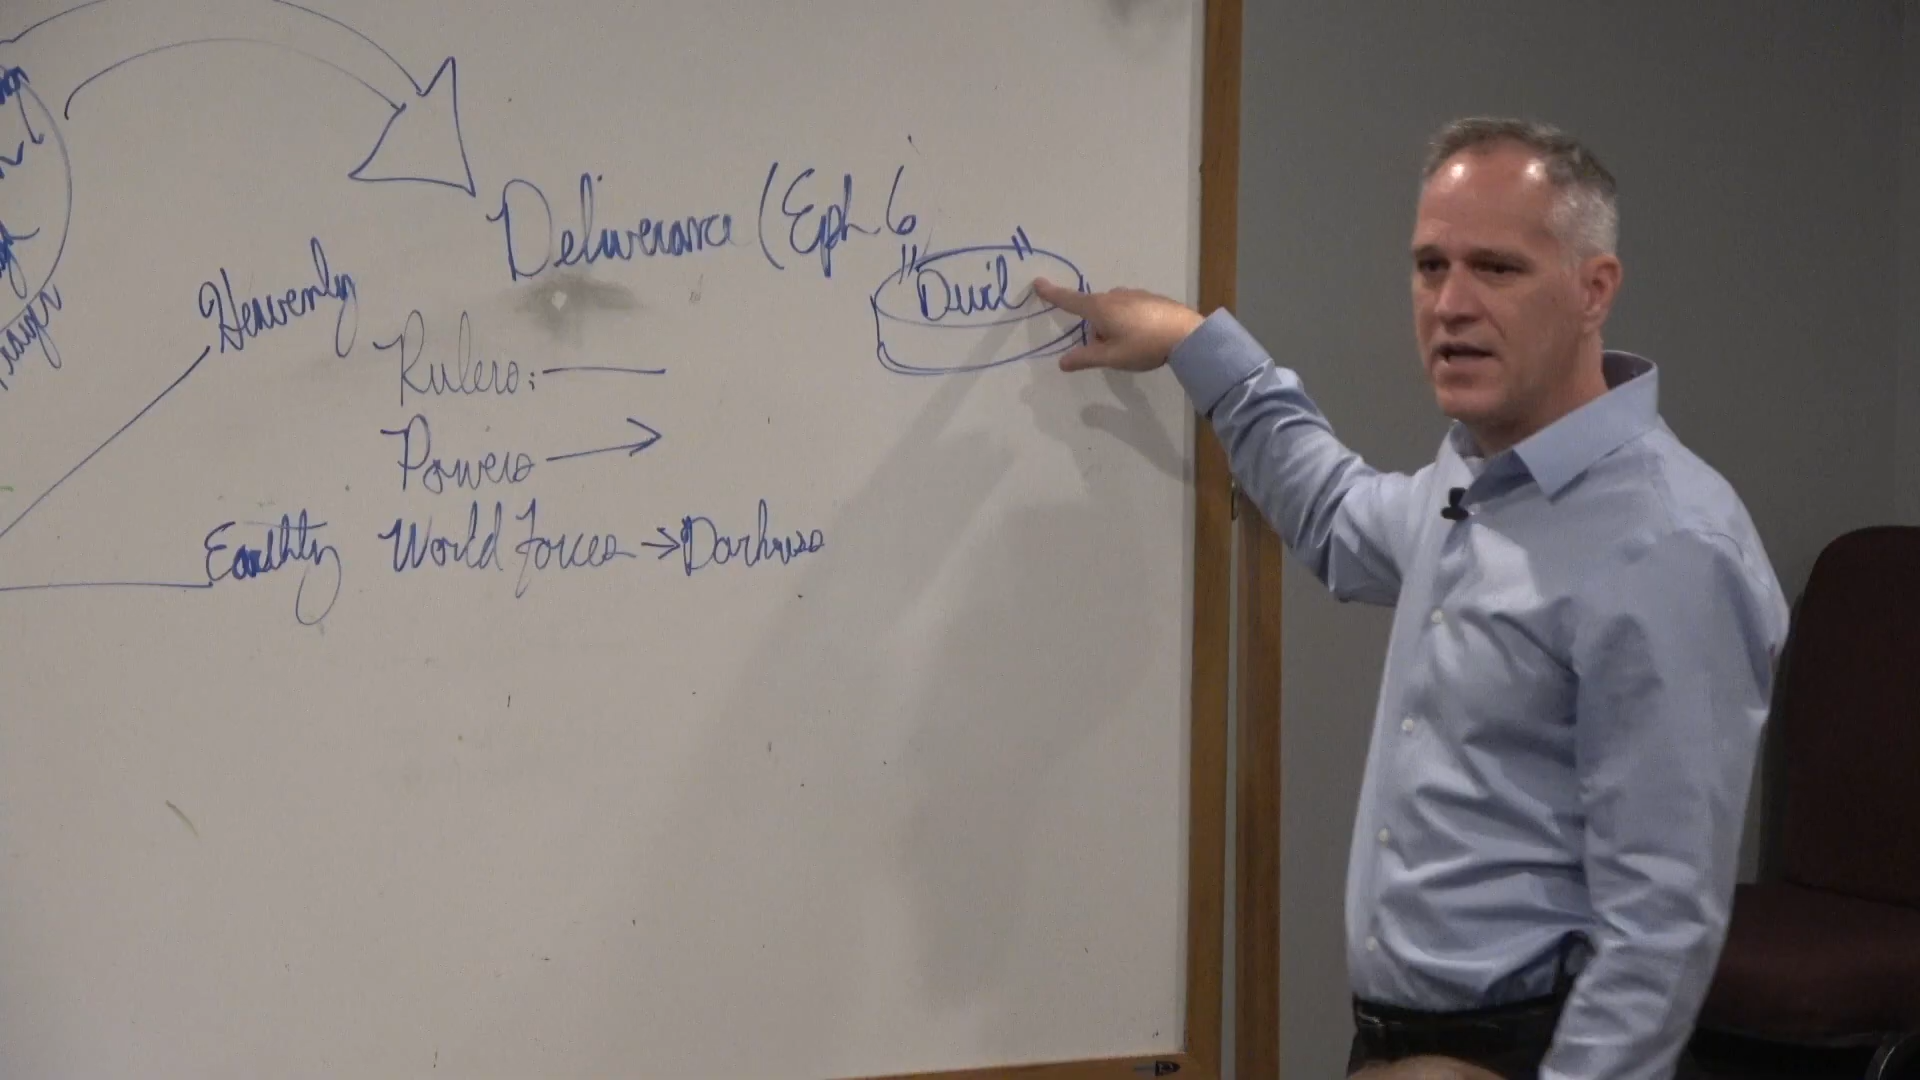 Deliverance (Eph 6
"Devil"
Heavenly
Rulers:
Powers
Earthly World Forces → Darkness